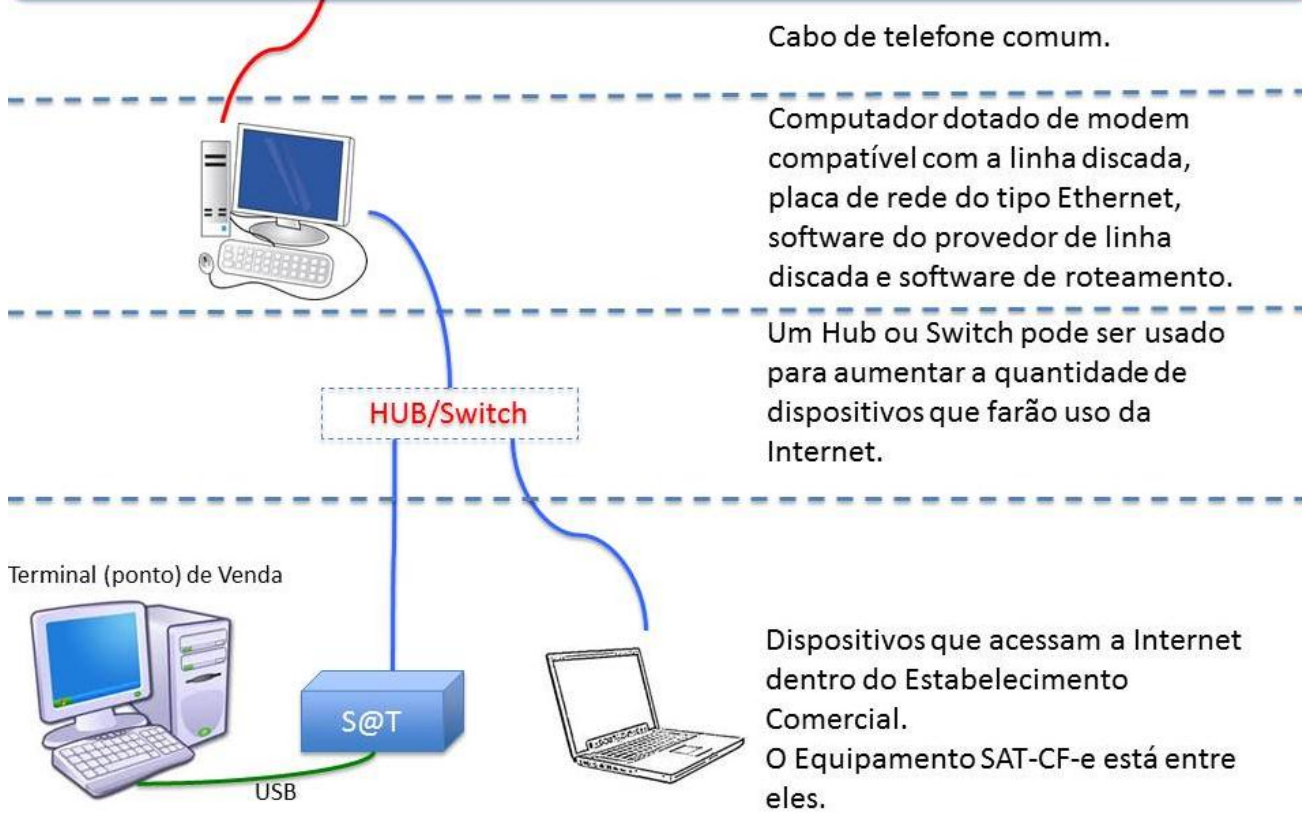 Cabo de telefone comum.
Computador dotado de modem
compatível com a linha discada,
placa de rede do tipo Ethernet,
software do provedor de linha
discada e software de roteamento.
Um Hub ou Switch pode ser usado
para aumentar a quantidade de
dispositivos que farão uso da
Internet.
HUB/Switch
Terminal (ponto) de Venda
S@T
USB
Dispositivos que acessam a Internet
dentro do Estabelecimento
Comercial.
O Equipamento SAT-CF-e está entre
eles.